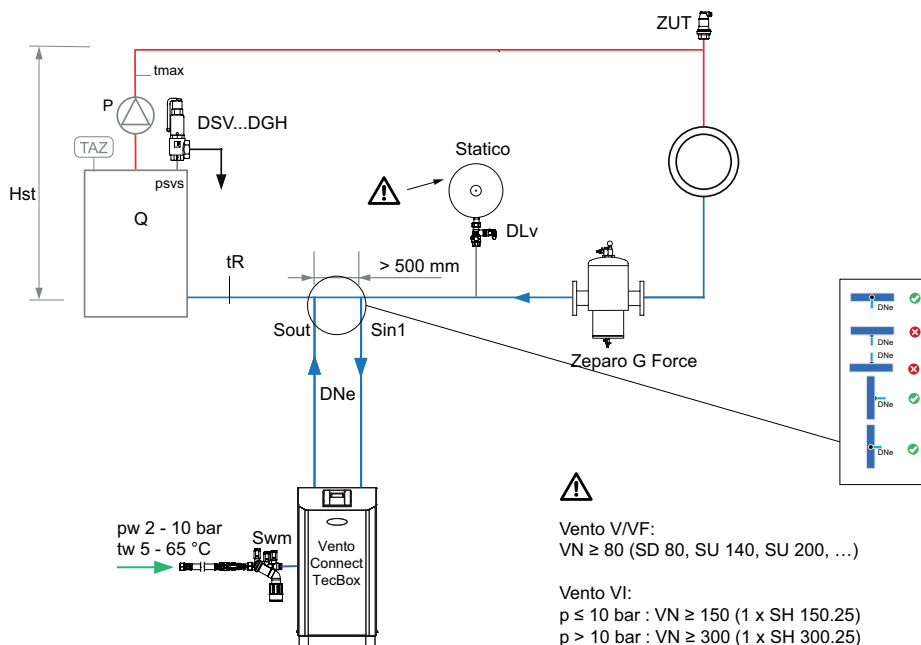 ZUT
tmax
P
DSV...DGH
TAZ
Statico
Hst
psvs
Q
DLv
> 500 mm
tR
Sout
Sin1
Zeparo G Force
DNe
DNe
DNe
DNe
DNe
DNe
pw 2 - 10 bar
tw 5 - 65 °C
Swm
Vento
Connect
TecBox
Vento V/VF:
VN ≥ 80 (SD 80, SU 140, SU 200, …)
Vento VI:
p ≤ 10 bar : VN ≥ 150 (1 x SH 150.25)
p > 10 bar : VN ≥ 300 (1 x SH 300.25)